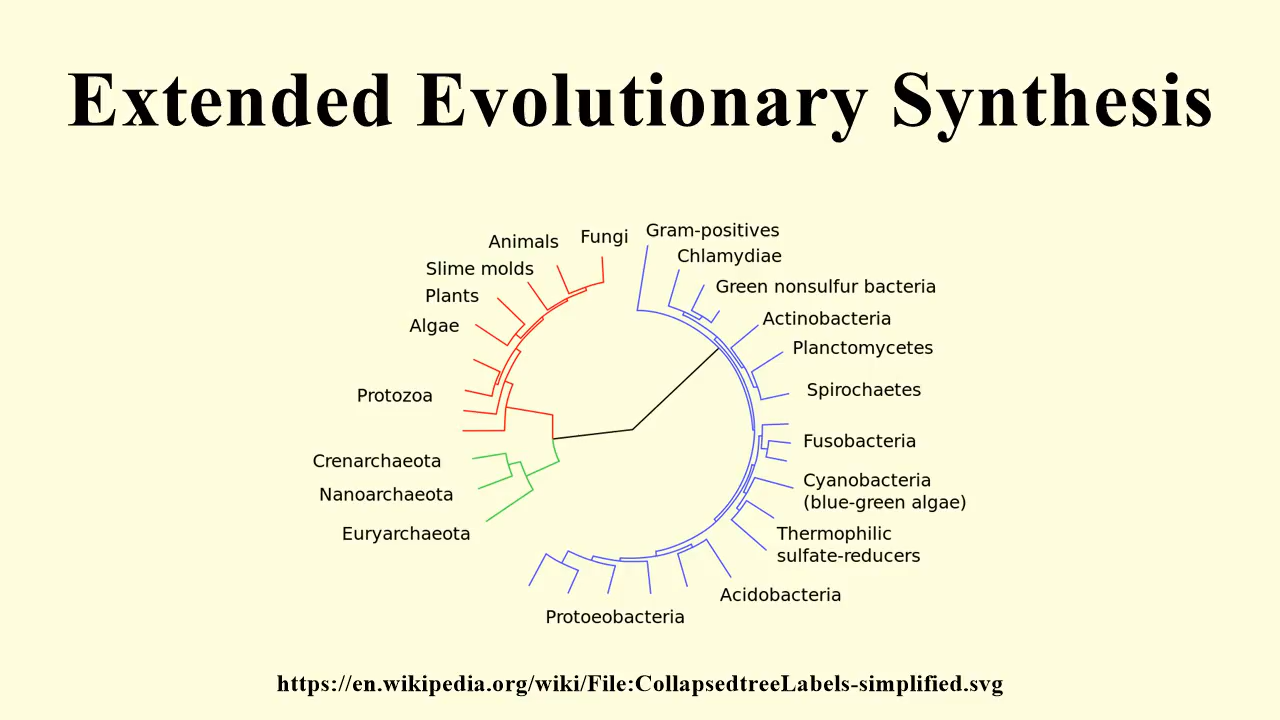 Extended Evolutionary Synthesis
Fungi
Gram-positives
Animals
Chlamydiae
Slime molds
Green nonsulfur bacteria
Plants
Actinobacteria
Algae
Planctomycetes
Spirochaetes
Protozoa
Fusobacteria
Crenarchaeota
Cyanobacteria
(blue-green algae)
Nanoarchaeota
Euryarchaeota
Thermophilic
sulfate-reducers
Acidobacteria
Protoeobacteria
https://en.wikipedia.org/wiki/File:CollapsedtreeLabels-simplified.svg